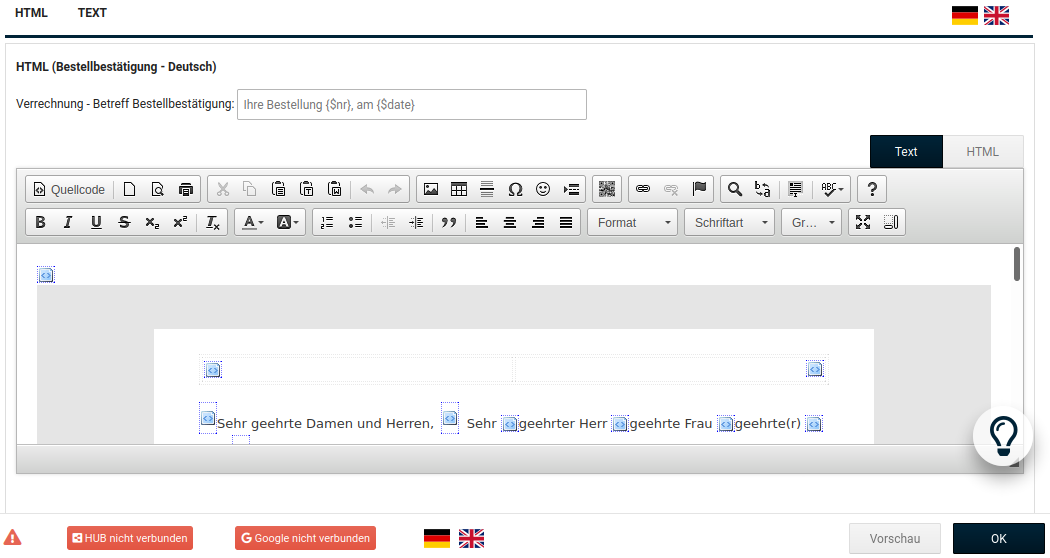 HTML TEXT
HTML (Bestellbestätigung - Deutsch)
Verrechnung - Betreff Bestellbestätigung: Ihre Bestellung {$nr}, am {$date}
Text HTML
Quellcode
Format Schriftart Gr…
Sehr geehrte Damen und Herren, Sehr geehrter Herr geehrte Frau geehrte(r)
HUB nicht verbunden Google nicht verbunden Vorschau OK